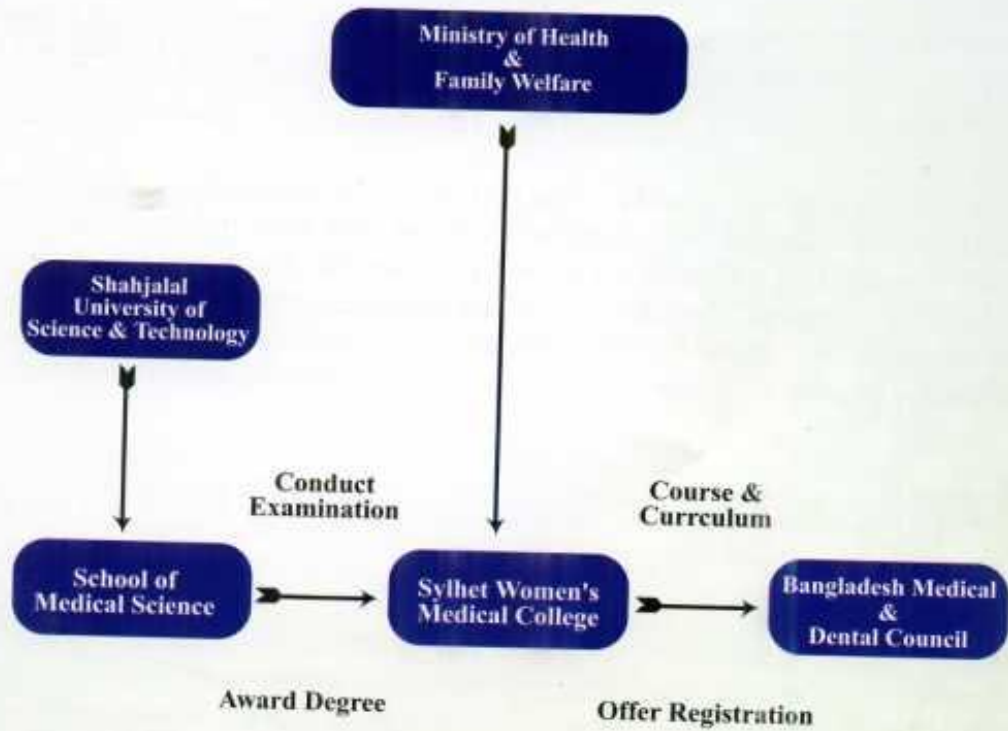 Ministry of Health
&
Family Welfare
Shahjalal
University of
Science & Technology
Conduct
Examination
Course &
Currculum
School of
Medical Science
Sylhet Women's
Medical College
Bangladesh Medical
&
Dental Council
Award Degree
Offer Registration